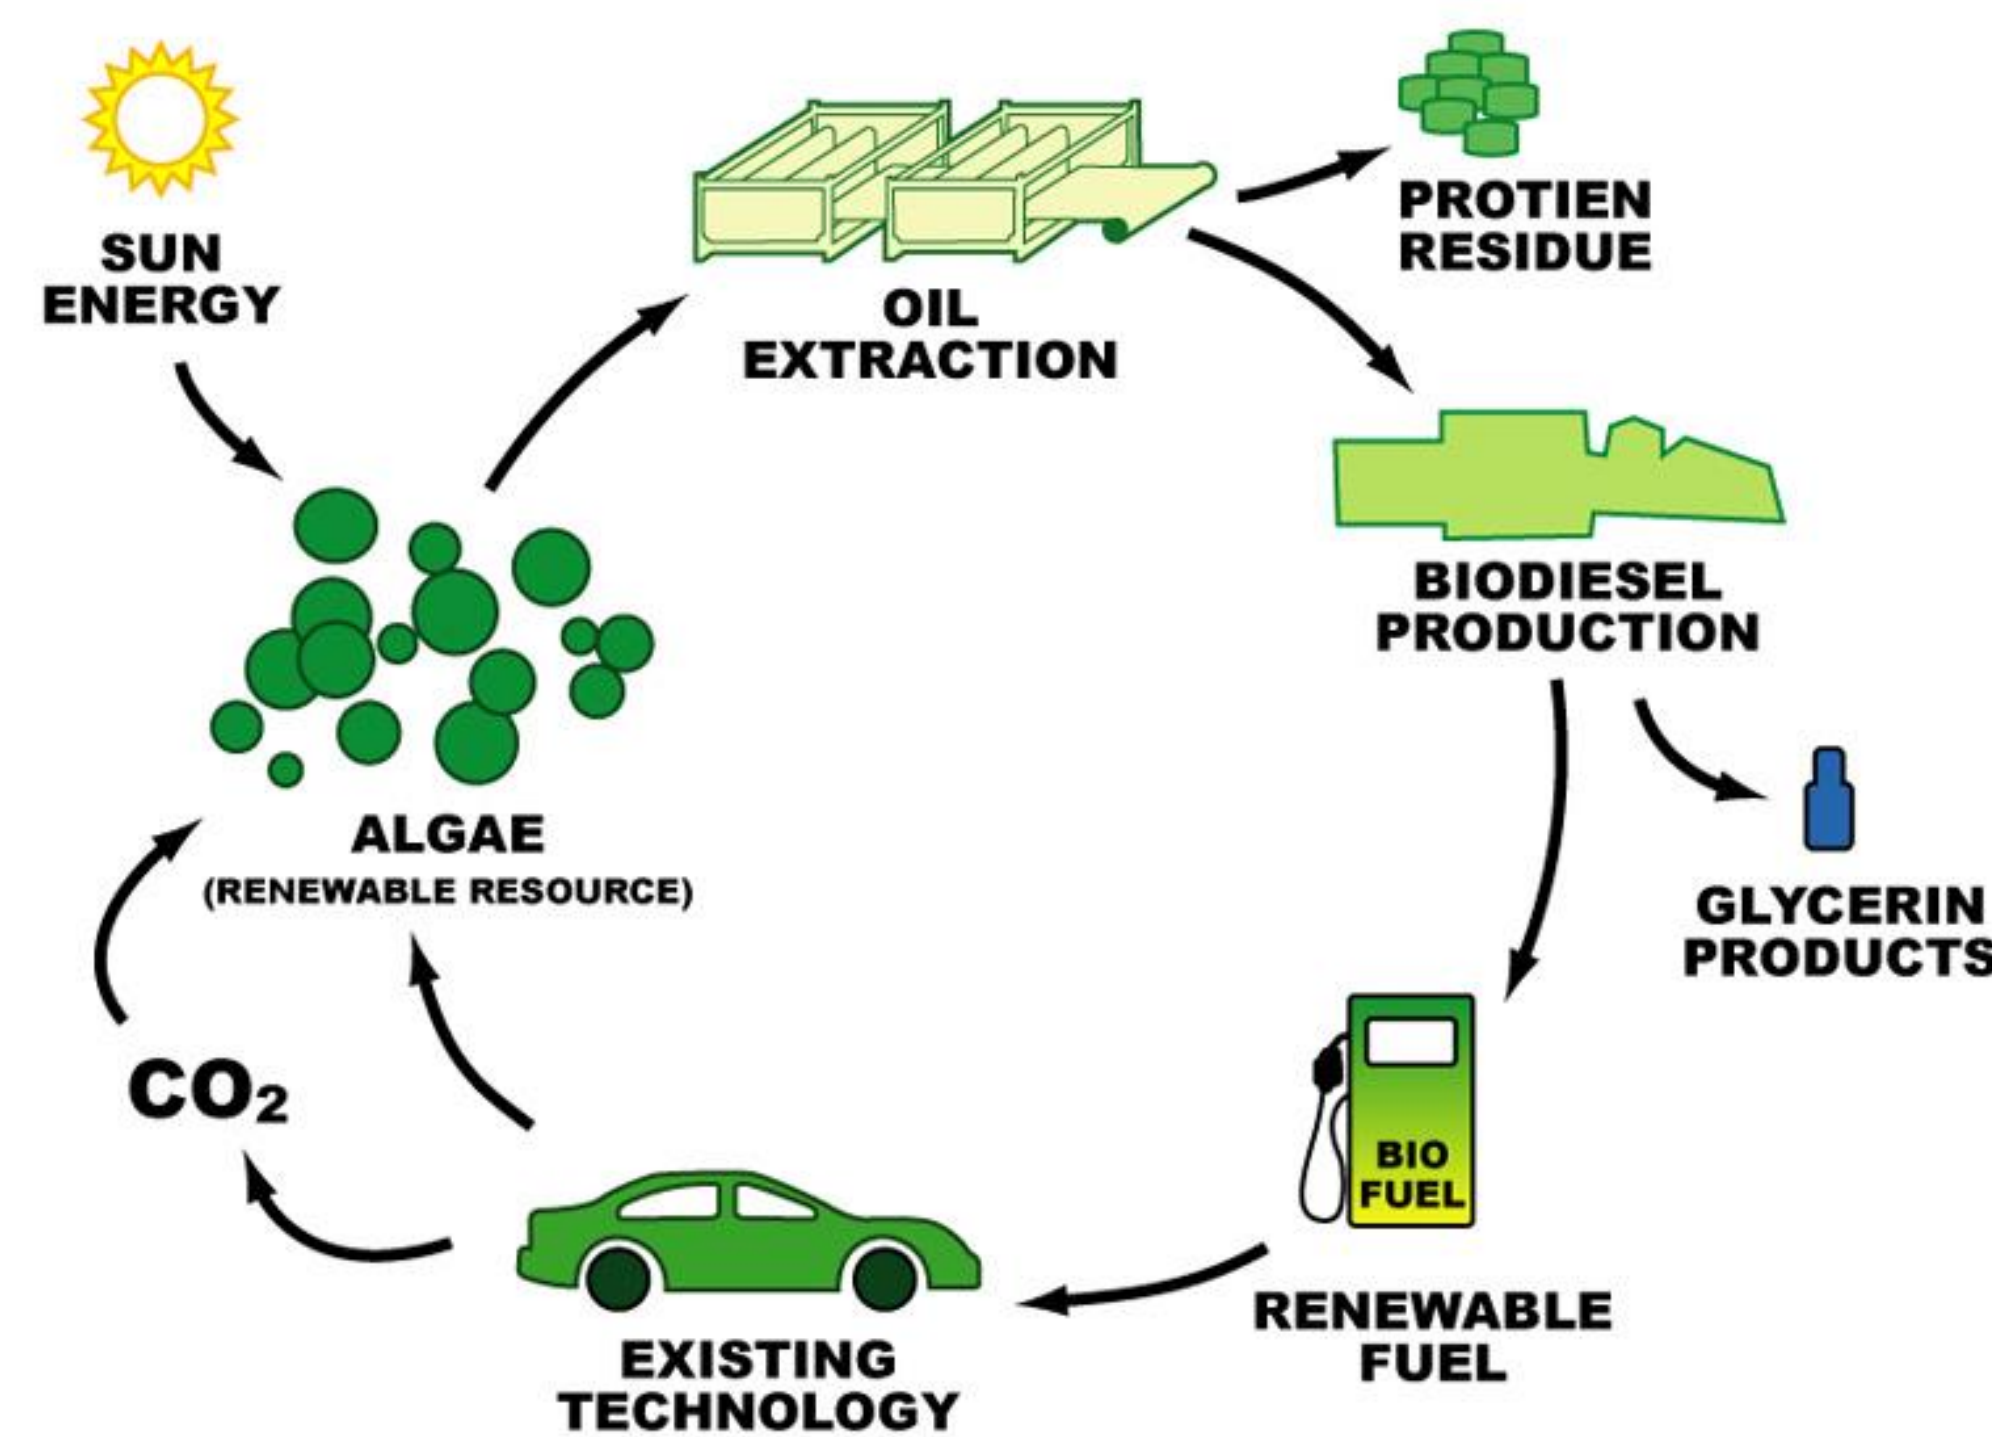 SUN
ENERGY
OIL
EXTRACTION
PROTIEN
RESIDUE
BIODIESEL
PRODUCTION
GLYCERIN
PRODUCTS
ALGAE
(RENEWABLE RESOURCE)
CO₂
BIO
FUEL
RENEWABLE
FUEL
EXISTING
TECHNOLOGY